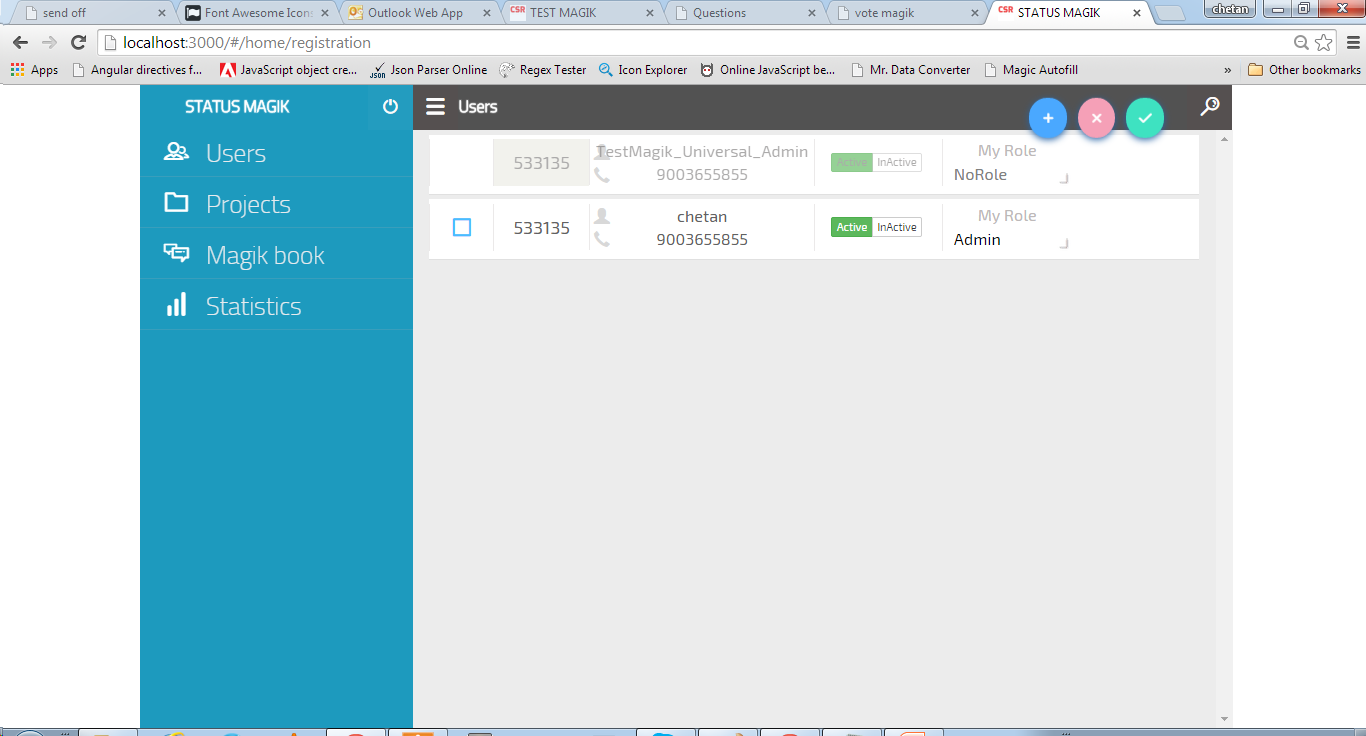 send off
Font Awesome Icons
Outlook Web App
CSR TEST MAGIK
Questions
vote magik
CSR STATUS MAGIK
chetan
localhost:3000/#/home/registration
Apps
Angular directives f...
JavaScript object cre...
JSON Json Parser Online
Regex Tester
Icon Explorer
Online JavaScript be...
Mr. Data Converter
Magic Autofill
»
Other bookmarks
STATUS MAGIK
Users
Projects
Magik book
Statistics
Users
533135
TestMagik_Universal_Admin
9003655855
Active InActive
My Role
NoRole
533135
chetan
9003655855
Active InActive
My Role
Admin